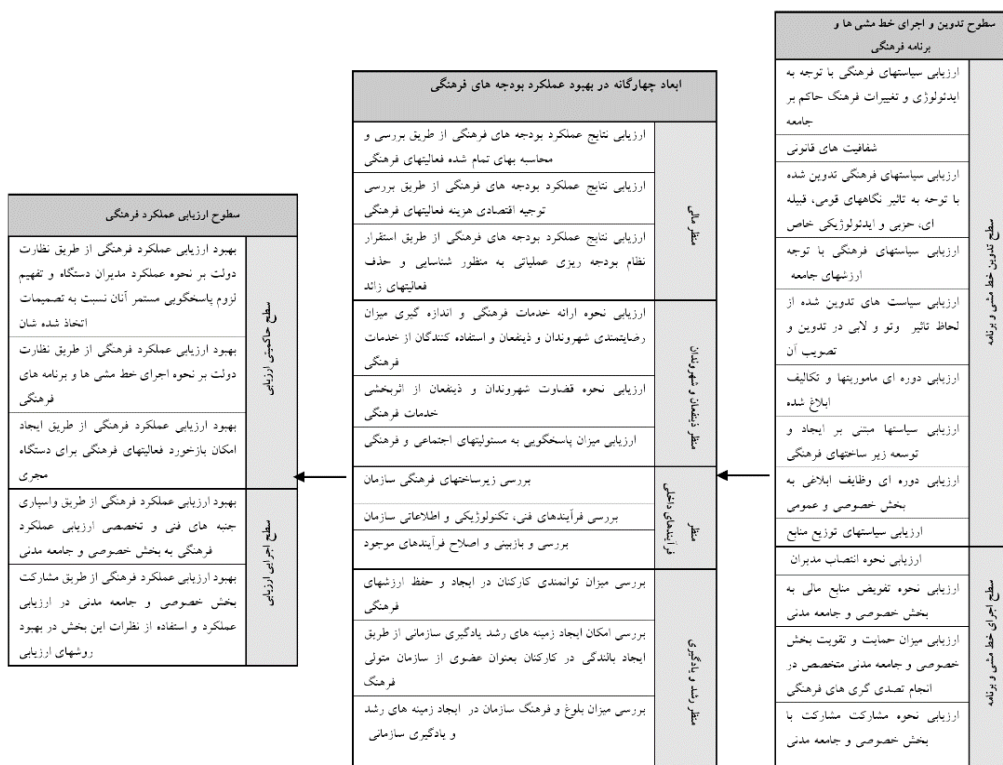 سطوح تدوین و اجرای خط مشی ها و
برنامه فرهنگی
سطح تدوین خط مشی و برنامه
ارزیابی سیاستهای فرهنگی با توجه به
ایدئولوژی و تغییرات فرهنگ حاکم بر
جامعه
شفافیت های قانونی
ارزیابی سیاستهای فرهنگی تدوین شده
با توحه به تاثیر نگاههای قومی، قبیله
ای، حزبی و ایدئولوژیکی خاص
ارزیابی سیاستهای فرهنگی با توجه
ارزشهای جامعه
ارزیابی سیاست های تدوین شده از
لحاظ تاثیر وتو و لابی در تدوین و
تصویب آن
ارزیابی دوره ای ماموریتها و تکالیف
ابلاغ شده
ارزیابی سیاستها مبتنی بر ایجاد و
توسعه زیر ساختهای فرهنگی
ارزیابی دوره ای وظایف ابلاغی به
بخش خصوصی و عمومی
ارزیابی سیاستهای توزیع منابع
سطح اجرای خط مشی و برنامه
ارزیابی نحوه انتصاب مدیران
ارزیابی نحوه تفویض منابع مالی به
بخش خصوصی و جامعه مدنی
ارزیابی میزان حمایت و تقویت بخش
خصوصی و جامعه مدنی متخصص در
انجام تصدی گری های فرهنگی
ارزیابی نحوه مشارکت مشارکت با
بخش خصوصی و جامعه مدنی
ابعاد چهارگانه در بهبود عملکرد بودجه های فرهنگی
منظر مالی
ارزیابی نتایج عملکرد بودجه های فرهنگی از طریق بررسی و
محاسبه بهای تمام شده فعالیتهای فرهنگی
ارزیابی نتایج عملکرد بودجه های فرهنگی از طریق بررسی
توجیه اقتصادی هزینه فعالیتهای فرهنگی
ارزیابی نتایج عملکرد بودجه های فرهنگی از طریق استقرار
نظام بودجه ریزی عملیاتی به منظور شناسایی و حذف
فعالیتهای زائد
منظر ذینفعان و شهروندان
ارزیابی نحوه ارائه خدمات فرهنگی و اندازه گیری میزان
رضایتمندی شهروندان و ذینفعان و استفاده کنندگان از خدمات
فرهنگی
ارزیابی نحوه قضاوت شهروندان و ذینفعان از اثربخشی
خدمات فرهنگی
ارزیابی میزان پاسخگویی به مسئولیتهای اجتماعی و فرهنگی
منظر
فرآیندهای داخلی
بررسی زیرساختهای فرهنگی سازمان
بررسی فرآیندهای فنی، تکنولوژیکی و اطلاعاتی سازمان
بررسی و بازبینی و اصلاح فرآیندهای موجود
منظر رشد و یادگیری
بررسی میزان توانمندی کارکنان در ایجاد و حفظ ارزشهای
فرهنگی
بررسی امکان ایجاد زمینه های رشد یادگیری سازمانی از طریق
ایجاد بالندگی در کارکنان بعنوان عضوی از سازمان متولی
فرهنگ
بررسی میزان بلوغ و فرهنگ سازمان در ایجاد زمینه های رشد
و یادگیری سازمانی
سطوح ارزیابی عملکرد فرهنگی
سطح حاکمیتی ارزیابی
بهبود ارزیابی عملکرد فرهنگی از طریق نظارت
دولت بر نحوه عملکرد مدیران دستگاه و تفهیم
لزوم پاسخگویی مستمر آنان نسبت به تصمیمات
اتخاذ شده شان
بهبود ارزیابی عملکرد فرهنگی از طریق نظارت
دولت بر نحوه اجرای خط مشی ها و برنامه های
فرهنگی
بهبود ارزیابی عملکرد فرهنگی از طریق ایجاد
امکان بازخورد فعالیتهای فرهنگی برای دستگاه
مجری
سطح اجرایی ارزیابی
بهبود ارزیابی عملکرد فرهنگی از طریق واسپاری
جنبه های فنی و تخصصی ارزیابی عملکرد
فرهنگی به بخش خصوصی و جامعه مدنی
بهبود ارزیابی عملکرد فرهنگی از طریق مشارکت
بخش خصوصی و جامعه مدنی در ارزیابی
عملکرد و استفاده از نظرات این بخش در بهبود
روشهای ارزیابی